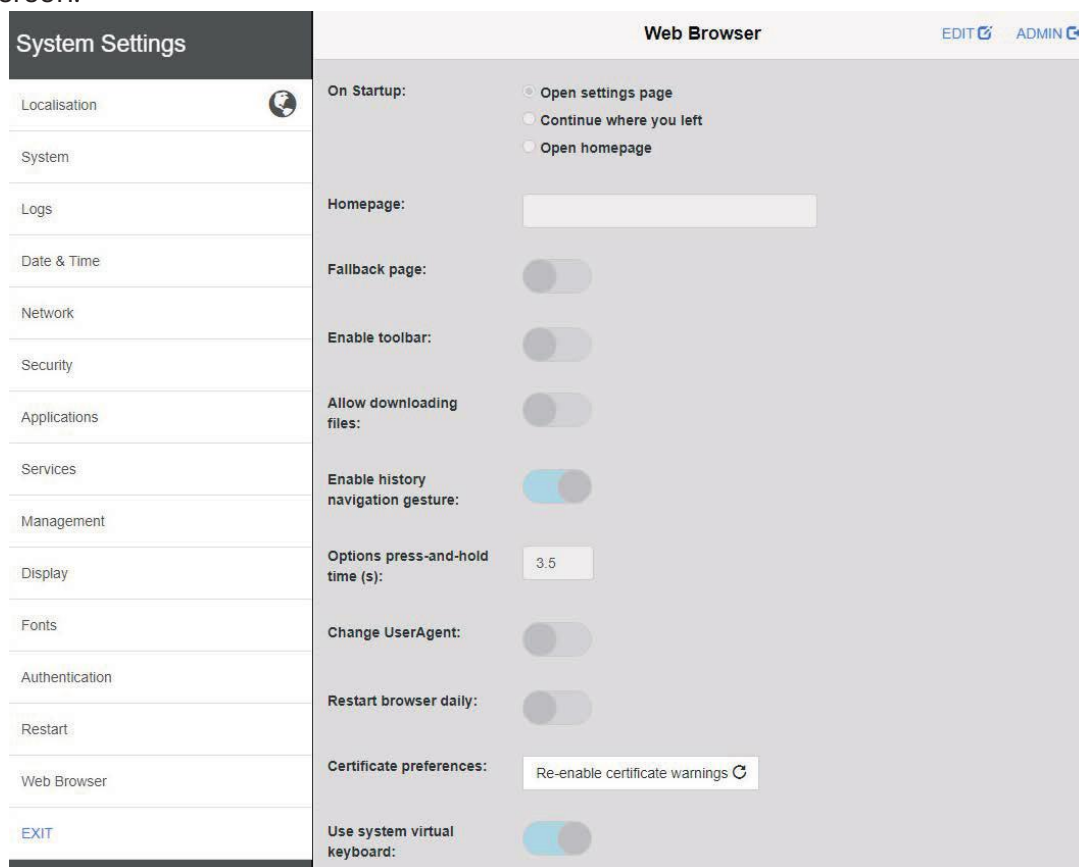 System Settings
Localisation
System
Logs
Date & Time
Network
Security
Applications
Services
Management
Display
Fonts
Authentication
Restart
Web Browser
EXIT
Web Browser
EDIT
ADMIN
On Startup:
Open settings page
Continue where you left
Open homepage
Homepage:
Fallback page:
Enable toolbar:
Allow downloading
files:
Enable history
navigation gesture:
Options press-and-hold
time (s):
3.5
Change UserAgent:
Restart browser daily:
Certificate preferences:
Re-enable certificate warnings
Use system virtual
keyboard: